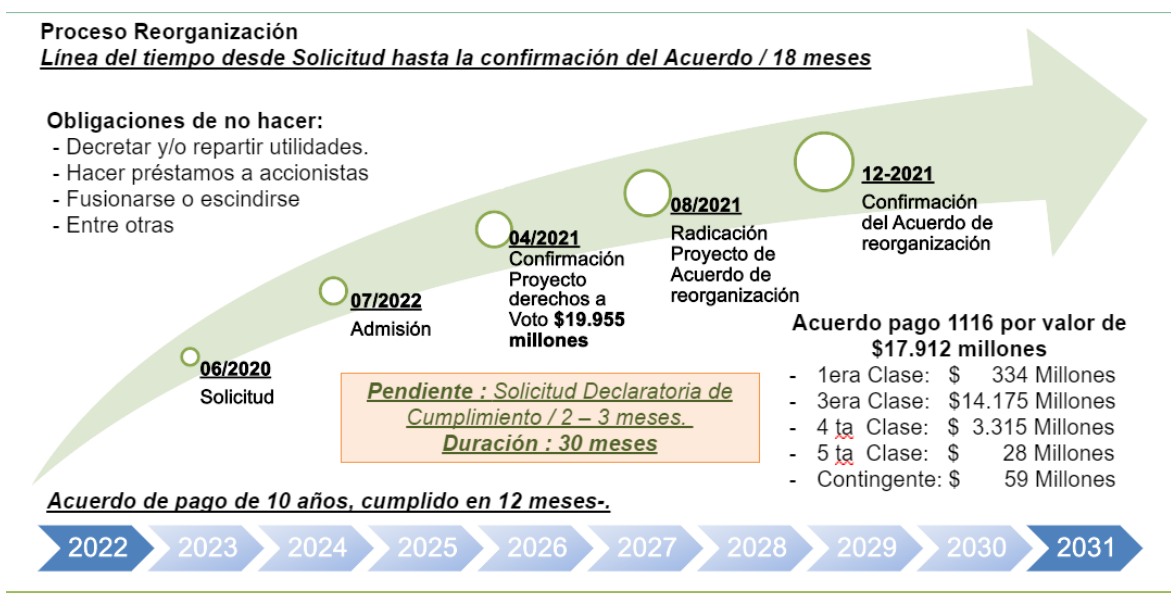 Proceso Reorganización
Línea del tiempo desde Solicitud hasta la confirmación del Acuerdo / 18 meses
Obligaciones de no hacer:
- Decretar y/o repartir utilidades.
- Hacer préstamos a accionistas
- Fusionarse o escindirse
- Entre otras
06/2020
Solicitud
07/2022
Admisión
04/2021
Confirmación
Proyecto
derechos a
Voto $19.955
millones
08/2021
Radicación
Proyecto de
Acuerdo de
reorganización
12-2021
Confirmación
del Acuerdo de
reorganización
Pendiente : Solicitud Declaratoria de
Cumplimiento / 2 – 3 meses.
Duración : 30 meses
Acuerdo pago 1116 por valor de
$17.912 millones
- 1era Clase: $ 334 Millones
- 3era Clase: $14.175 Millones
- 4 ta Clase: $ 3.315 Millones
- 5 ta Clase: $ 28 Millones
- Contingente: $ 59 Millones
Acuerdo de pago de 10 años, cumplido en 12 meses-.
2022 2023 2024 2025 2026 2027 2028 2029 2030 2031